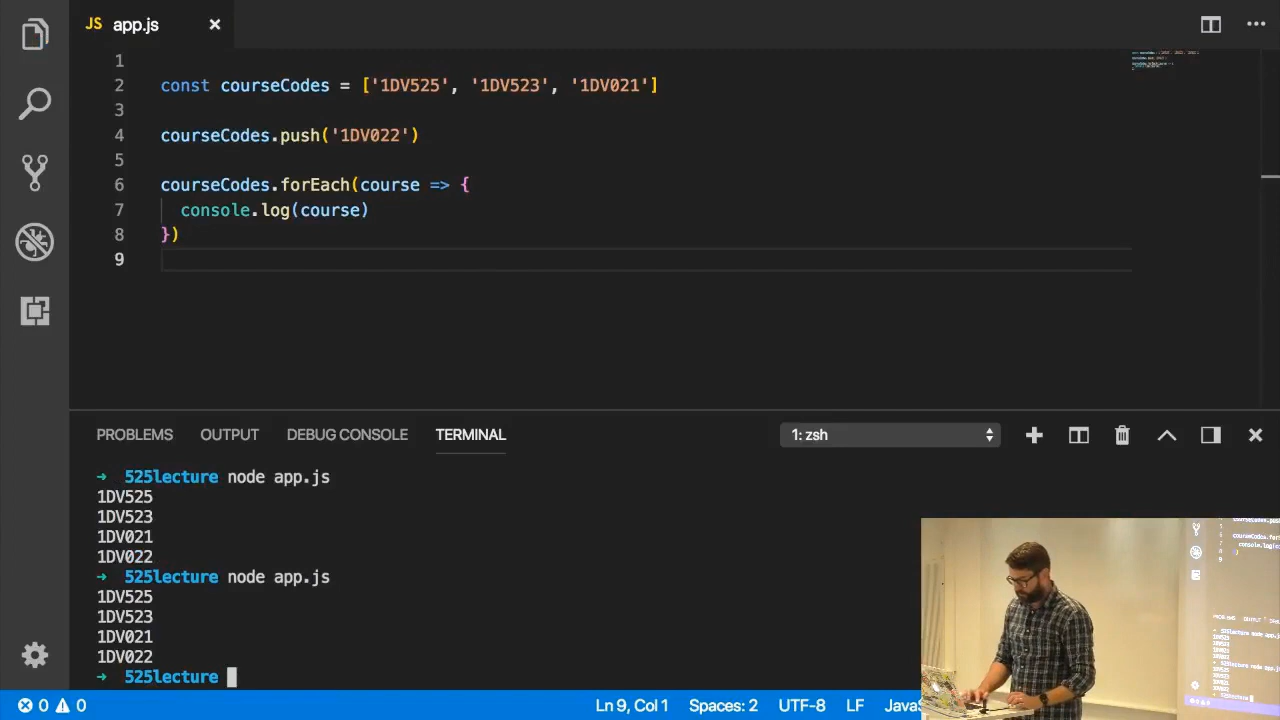 JS app.js
1
2 const courseCodes = ['1DV525', '1DV523', '1DV021']
3
4 courseCodes.push('1DV022')
5
6 courseCodes.forEach(course => {
7 console.log(course)
8 })
9
PROBLEMS OUTPUT DEBUG CONSOLE TERMINAL 1: zsh
➜ 525lecture node app.js
1DV525
1DV523
1DV021
1DV022
➜ 525lecture node app.js
1DV525
1DV523
1DV021
1DV022
➜ 525lecture
0 0 Ln 9, Col 1 Spaces: 2 UTF-8 LF JavaS